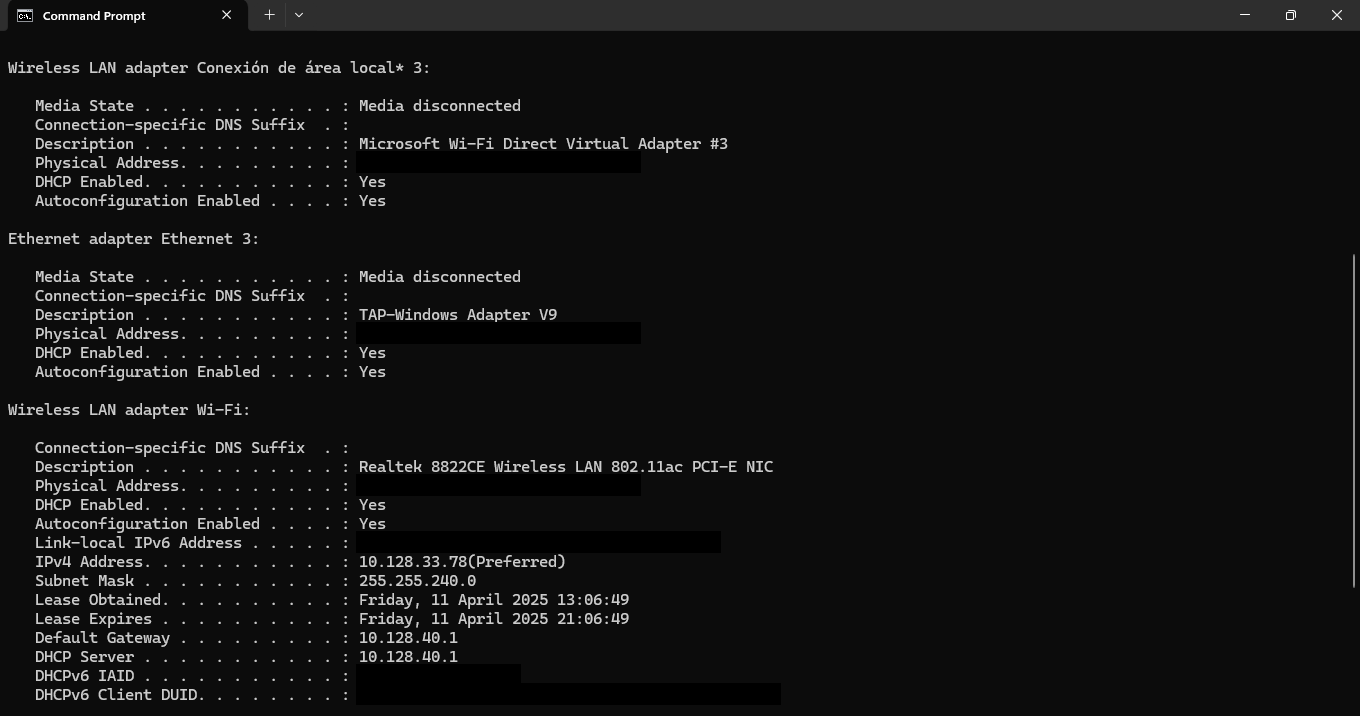 Command Prompt
Wireless LAN adapter Conexión de área local* 3:
Media State . . . . . . . . . . . : Media disconnected
Connection-specific DNS Suffix  . :
Description . . . . . . . . . . . : Microsoft Wi-Fi Direct Virtual Adapter #3
Physical Address. . . . . . . . . :
DHCP Enabled. . . . . . . . . . . : Yes
Autoconfiguration Enabled . . . . : Yes
Ethernet adapter Ethernet 3:
Media State . . . . . . . . . . . : Media disconnected
Connection-specific DNS Suffix  . :
Description . . . . . . . . . . . : TAP-Windows Adapter V9
Physical Address. . . . . . . . . :
DHCP Enabled. . . . . . . . . . . : Yes
Autoconfiguration Enabled . . . . : Yes
Wireless LAN adapter Wi-Fi:
Connection-specific DNS Suffix  . :
Description . . . . . . . . . . . : Realtek 8822CE Wireless LAN 802.11ac PCI-E NIC
Physical Address. . . . . . . . . :
DHCP Enabled. . . . . . . . . . . : Yes
Autoconfiguration Enabled . . . . : Yes
Link-local IPv6 Address . . . . . :
IPv4 Address. . . . . . . . . . . : 10.128.33.78(Preferred)
Subnet Mask . . . . . . . . . . . : 255.255.240.0
Lease Obtained. . . . . . . . . . : Friday, 11 April 2025 13:06:49
Lease Expires . . . . . . . . . . : Friday, 11 April 2025 21:06:49
Default Gateway . . . . . . . . . : 10.128.40.1
DHCP Server . . . . . . . . . . . : 10.128.40.1
DHCPv6 IAID . . . . . . . . . . . :
DHCPv6 Client DUID. . . . . . . . :